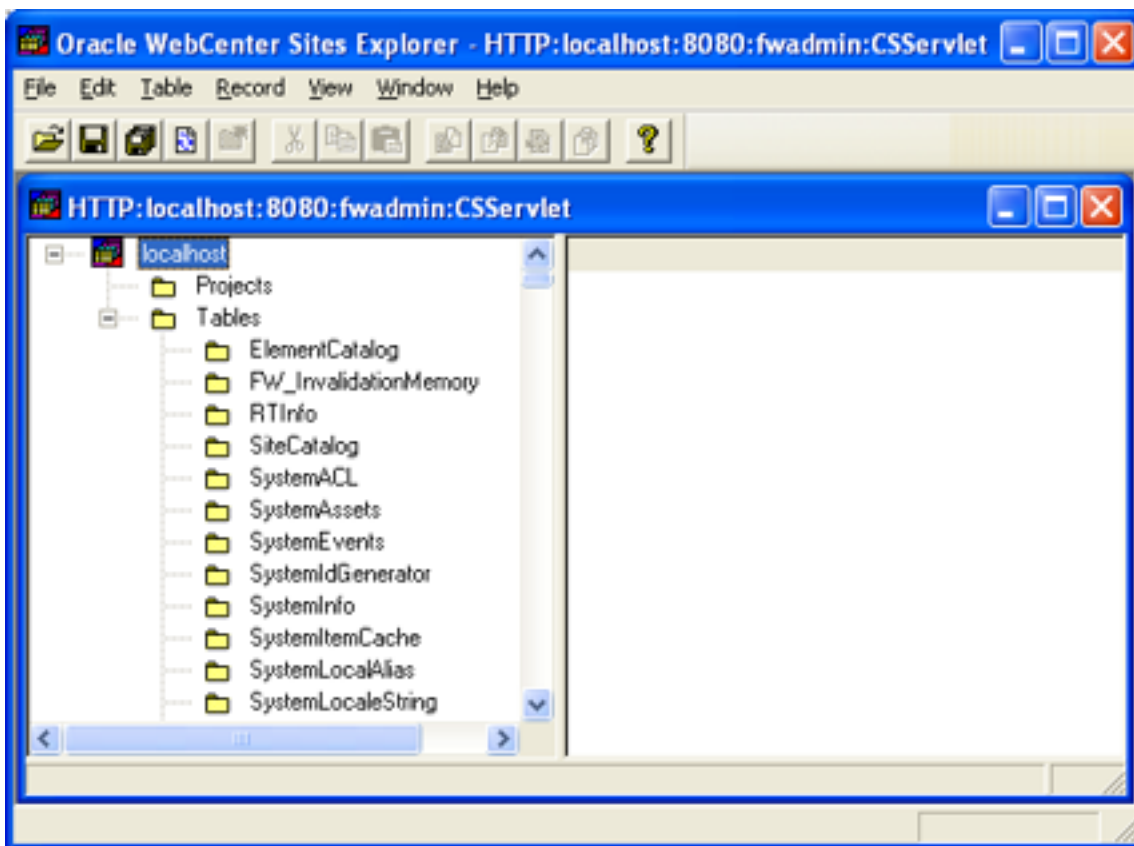 Oracle WebCenter Sites Explorer - HTTP:localhost:8080:fwadmin:CSServlet
File Edit Table Record View Window Help
HTTP:localhost:8080:fwadmin:CSServlet
localhost
Projects
Tables
ElementCatalog
FW_InvalidationMemory
RTInfo
SiteCatalog
SystemACL
SystemAssets
SystemEvents
SystemIdGenerator
SystemInfo
SystemItemCache
SystemLocalAlias
SystemLocaleString